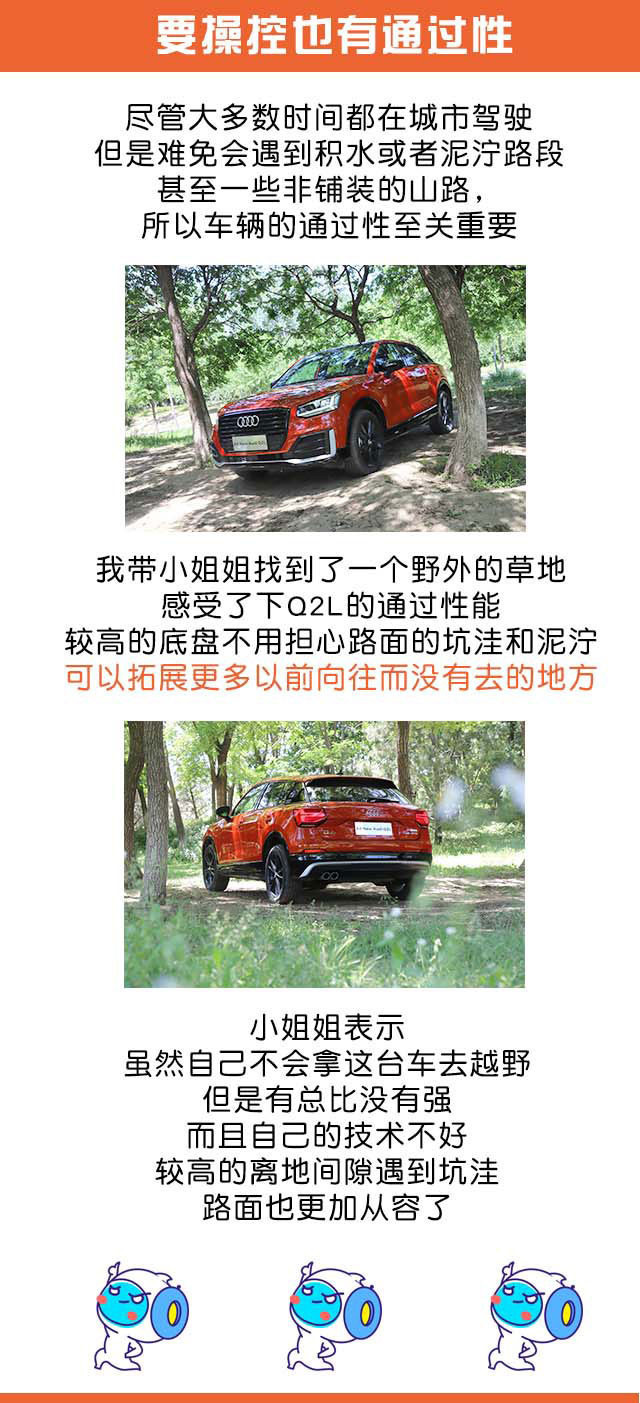 要操控也有通过性
尽管大多数时间都在城市驾驶
但是难免会遇到积水或者泥泞路段
甚至一些非铺装的山路，
所以车辆的通过性至关重要
All New Audi Q2L
我带小姐姐找到了一个野外的草地
感受了下Q2L的通过性能
较高的底盘不用担心路面的坑洼和泥泞
可以拓展更多以前向往而没有去的地方
All New Audi Q2L
小姐姐表示
虽然自己不会拿这台车去越野
但是有总比没有强
而且自己的技术不好
较高的离地间隙遇到坑洼
路面也更加从容了